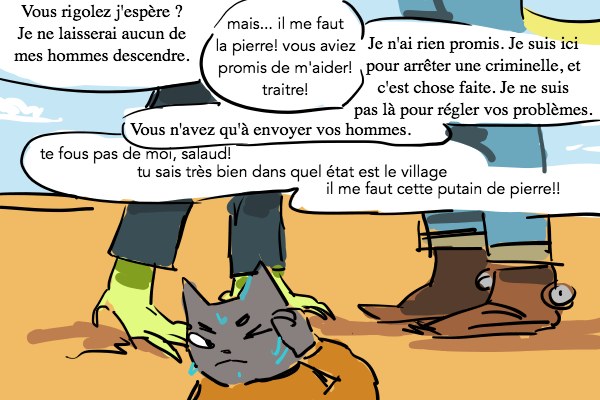 Vous rigolez j'espère ?
Je ne laisserai aucun de
mes hommes descendre.
mais... il me faut
la pierre! vous aviez
promis de m'aider!
traitre!
Je n'ai rien promis. Je suis ici
pour arrêter une criminelle, et
c'est chose faite. Je ne suis
pas là pour régler vos problèmes.
Vous n'avez qu'à envoyer vos hommes.
te fous pas de moi, salaud!
tu sais très bien dans quel état est le village
il me faut cette putain de pierre!!